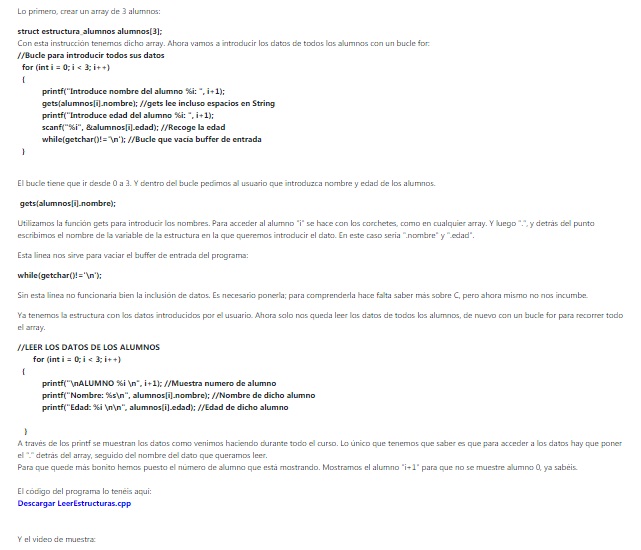 Lo primero, crear un array de 3 alumnos:
struct estructura_alumnos alumnos[3];
Con esta instrucción tenemos dicho array. Ahora vamos a introducir los datos de todos los alumnos con un bucle for:
//Bucle para introducir todos sus datos
for (int i = 0; i < 3; i++)
{
printf("Introduce nombre del alumno %i: ", i+1);
gets(alumnos[i].nombre); //gets lee incluso espacios en String
printf("Introduce edad del alumno %i: ", i+1);
scanf("%i", &alumnos[i].edad); //Recoge la edad
while(getchar()!='\n'); //Bucle que vacía buffer de entrada
}
El bucle tiene que ir desde 0 a 3. Y dentro del bucle pedimos al usuario que introduzca nombre y edad de los alumnos.
gets(alumnos[i].nombre);
Utilizamos la función gets para introducir los nombres. Para acceder al alumno "i" se hace con los corchetes, como en cualquier array. Y luego ".", y detrás del punto
escribimos el nombre de la variable de la estructura en la que queremos introducir el dato. En este caso sería ".nombre" y ".edad".
Esta línea nos sirve para vaciar el buffer de entrada del programa:
while(getchar()!='\n');
Sin esta línea no funcionaría bien la inclusión de datos. Es necesario ponerla; para comprenderla hace falta saber más sobre C, pero ahora mismo no nos incumbe.
Ya tenemos la estructura con los datos introducidos por el usuario. Ahora solo nos queda leer los datos de todos los alumnos, de nuevo con un bucle for para recorrer todo
el array.
//LEER LOS DATOS DE LOS ALUMNOS
for (int i = 0; i < 3; i++)
{
printf("\nALUMNO %i \n", i+1); //Muestra numero de alumno
printf("Nombre: %s\n", alumnos[i].nombre); //Nombre de dicho alumno
printf("Edad: %i \n\n", alumnos[i].edad); //Edad de dicho alumno
}
A través de los printf se muestran los datos como venimos haciendo durante todo el curso. Lo único que tenemos que saber es que para acceder a los datos hay que poner
el "." detrás del array, seguido del nombre del dato que queramos leer.
Para que quede más bonito hemos puesto el número de alumno que está mostrando. Mostramos el alumno "i+1" para que no se muestre alumno 0, ya sabéis.
El código del programa lo tenéis aquí:
Descargar LeerEstructuras.cpp
Y el video de muestra: